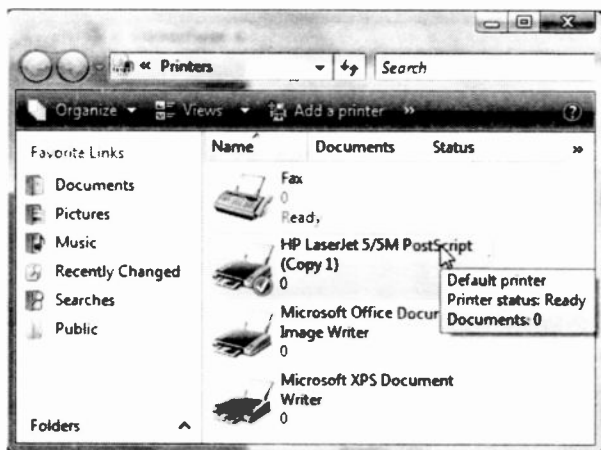 « Printers
Search
Organize
Views
Add a printer »
?
Favorite Links
Documents
Pictures
Music
Recently Changed
Searches
Public
Folders
Name
Documents
Status
»
Fax
0
Ready
HP LaserJet 5/5M PostScript
(Copy 1)
0
Microsoft Office Docur
Image Writer
0
Microsoft XPS Document
Writer
0
Default printer
Printer status: Ready
Documents: 0